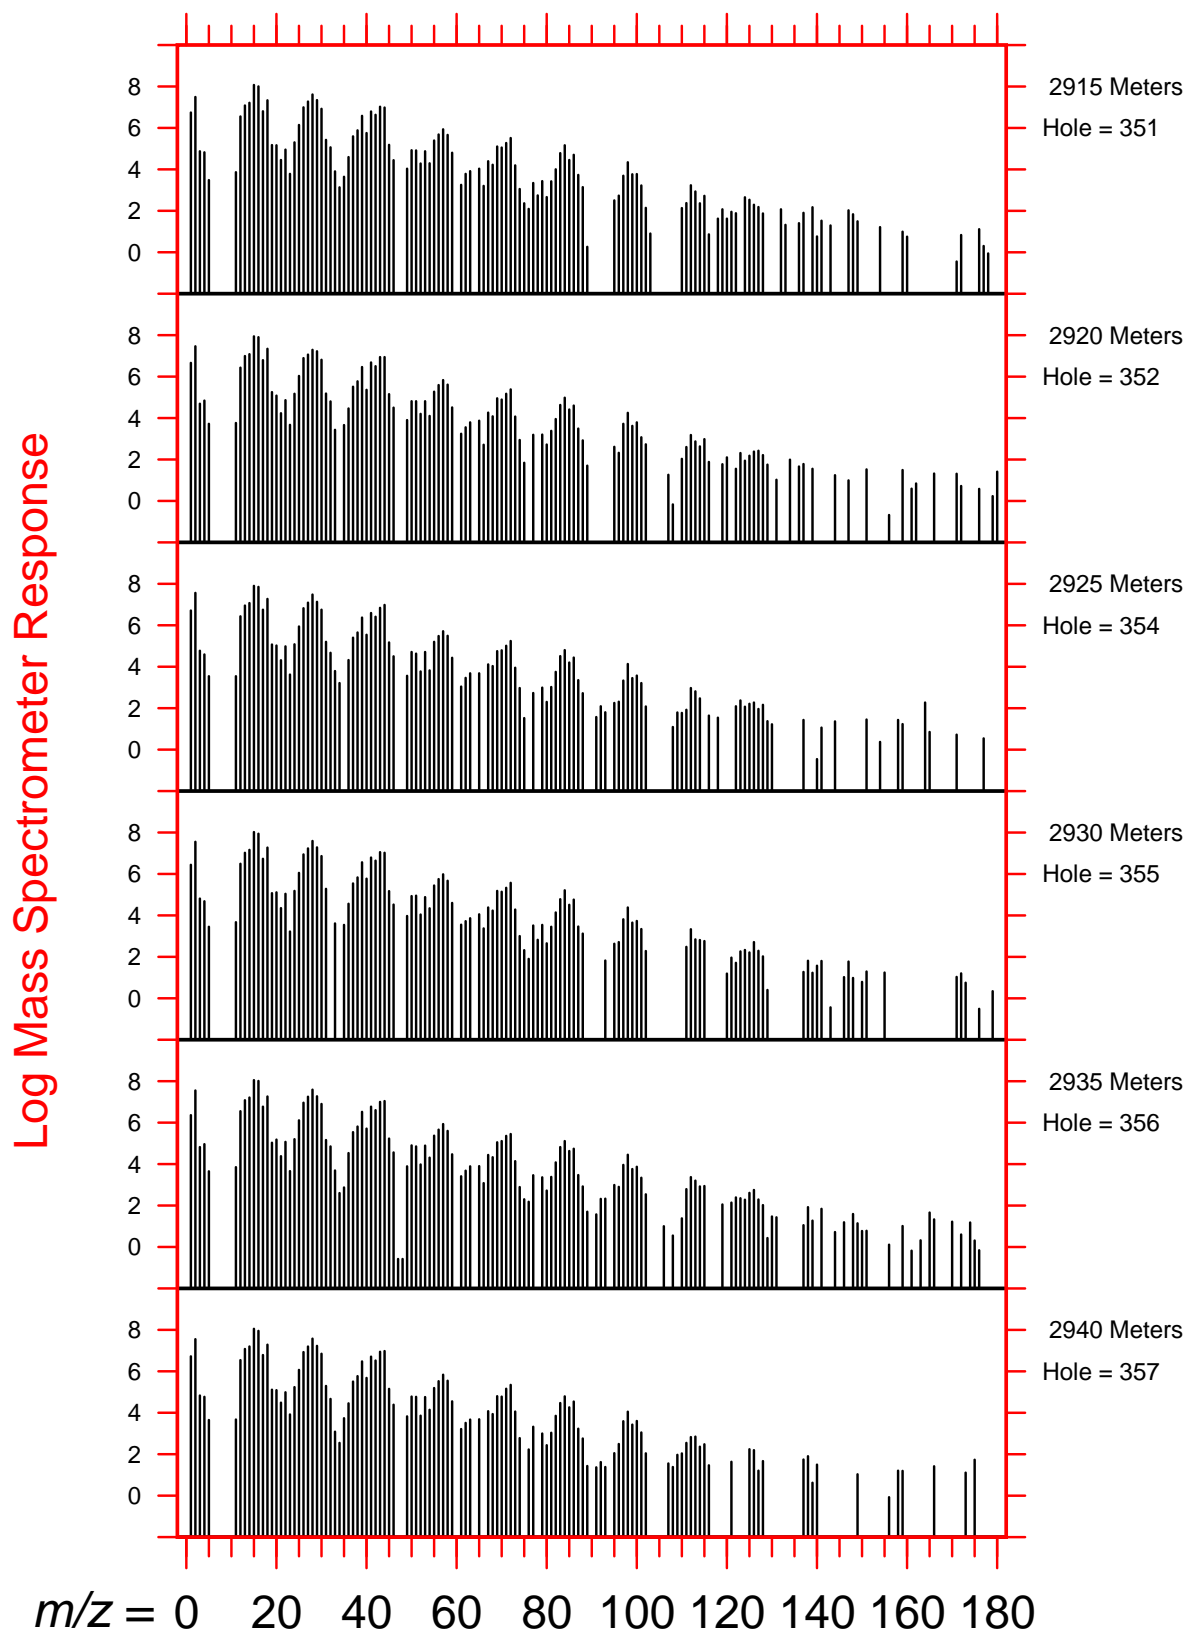 Log Mass Spectrometer Response
8
6
4
2
0
2915 Meters
Hole = 351
8
6
4
2
0
2920 Meters
Hole = 352
8
6
4
2
0
2925 Meters
Hole = 354
8
6
4
2
0
2930 Meters
Hole = 355
8
6
4
2
0
2935 Meters
Hole = 356
8
6
4
2
0
2940 Meters
Hole = 357
m/z = 0 20 40 60 80 100 120 140 160 180